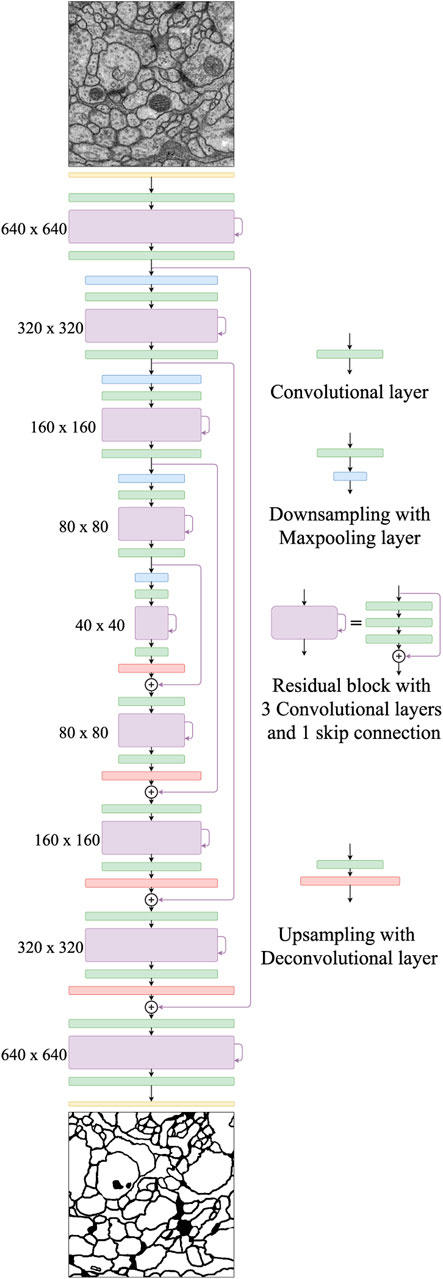 640 x 640
320 x 320
160 x 160
80 x 80
40 x 40
80 x 80
160 x 160
320 x 320
640 x 640
Convolutional layer
Downsampling with
Maxpooling layer
=
Residual block with
3 Convolutional layers
and 1 skip connection
Upsampling with
Deconvolutional layer